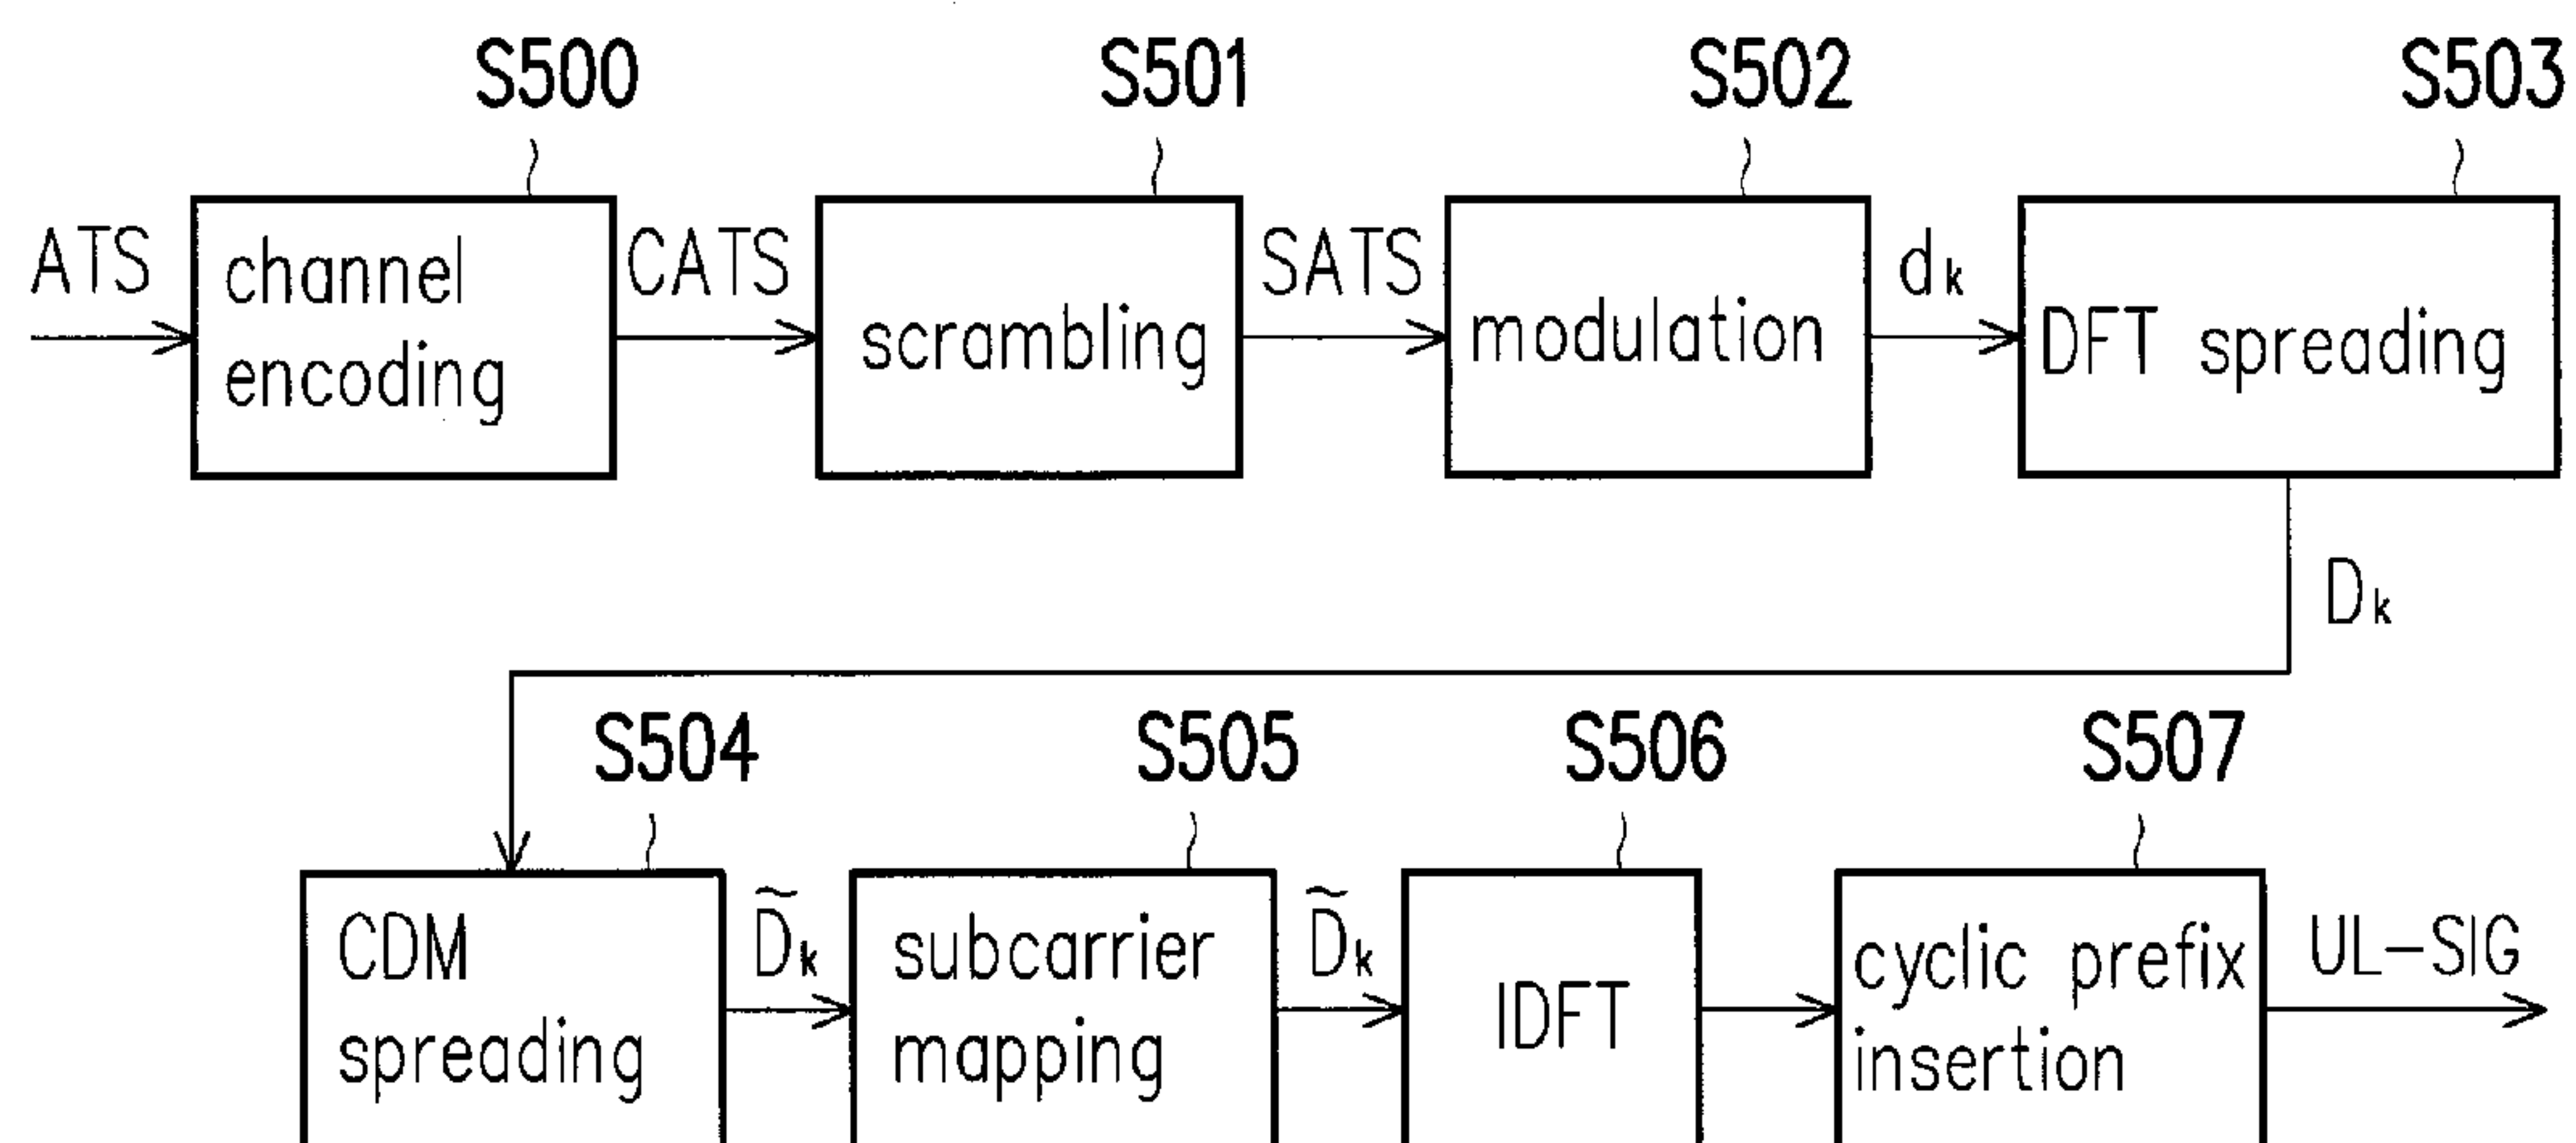 S500 S501 S502 S503
ATS channel encoding CATS scrambling SATS modulation dk DFT spreading
Dk
S504 S505 S506 S507
CDM spreading D̃k subcarrier mapping D̃k IDFT cyclic prefix insertion UL-SIG